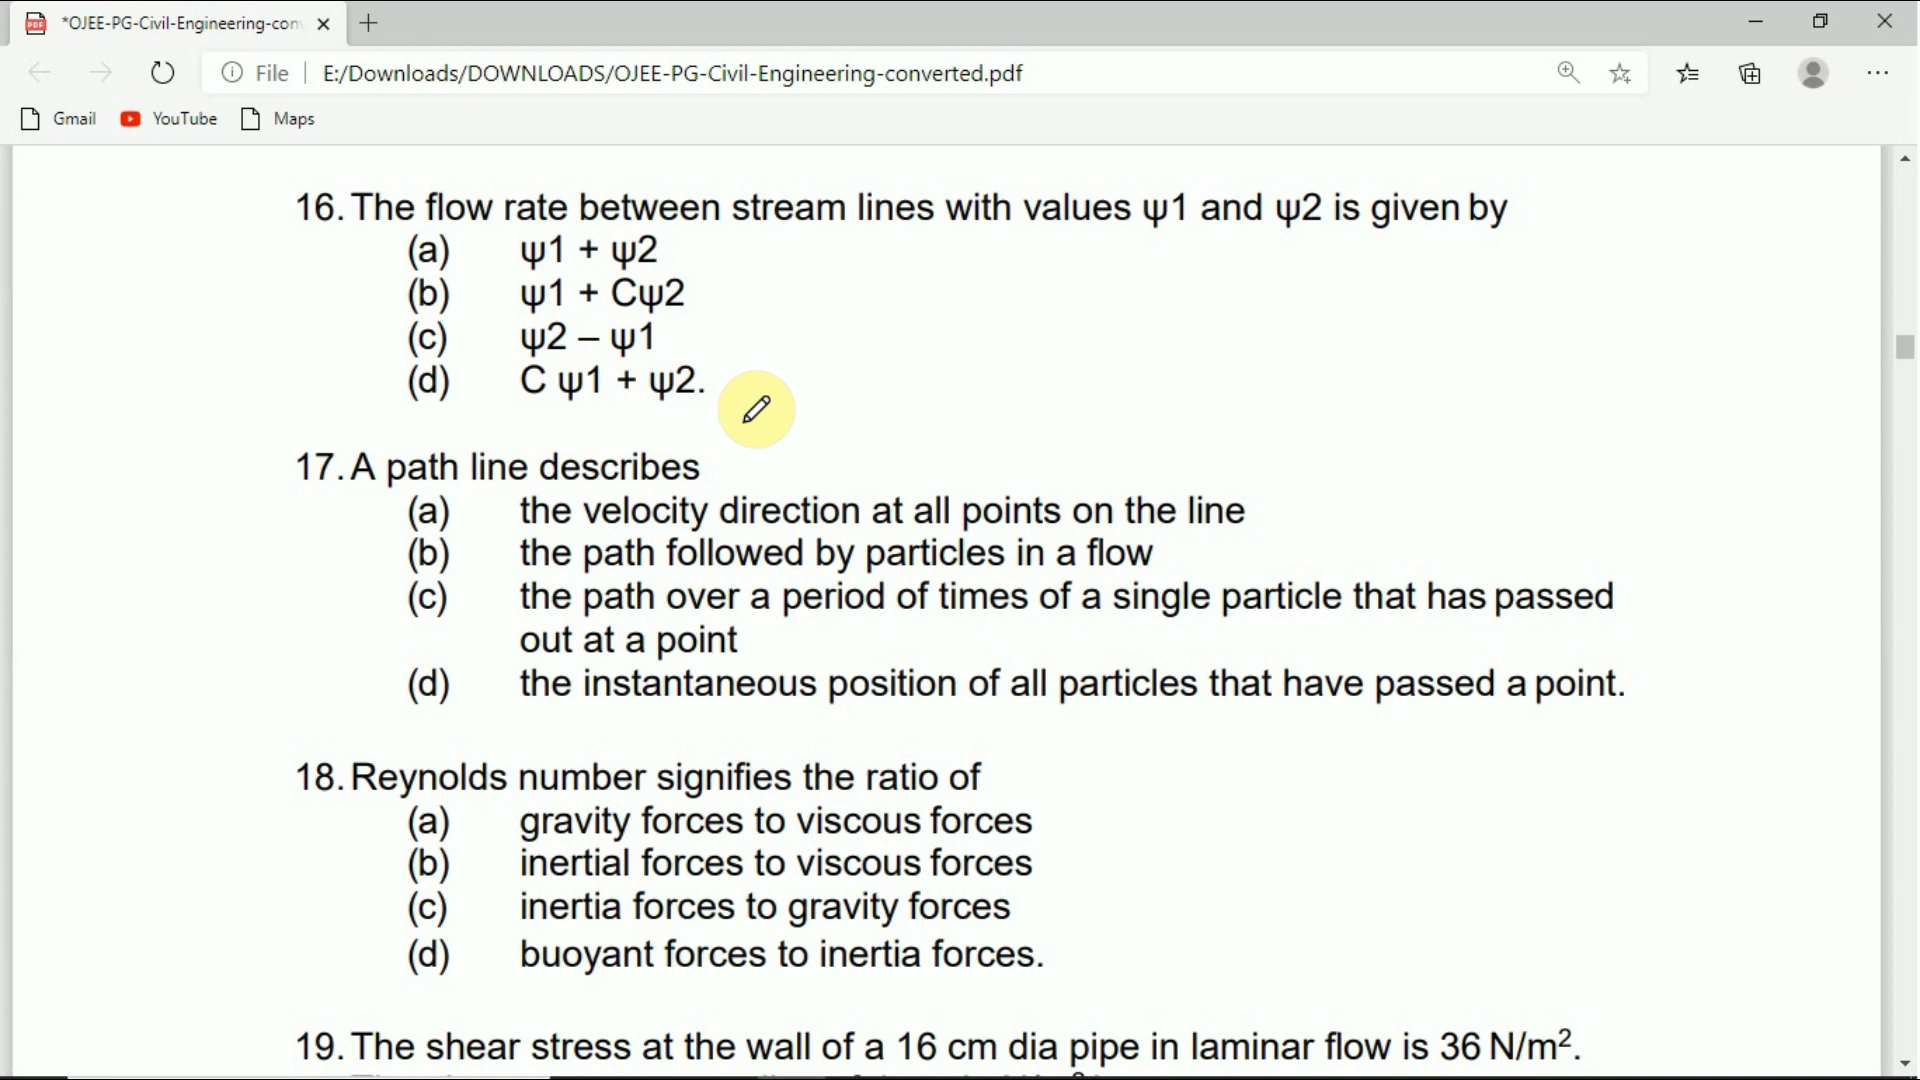 *OJEE-PG-Civil-Engineering-con
File
E:/Downloads/DOWNLOADS/OJEE-PG-Civil-Engineering-converted.pdf
Gmail
YouTube
Maps
16. The flow rate between stream lines with values ψ1 and ψ2 is given by
(a) ψ1 + ψ2
(b) ψ1 + Cψ2
(c) ψ2 – ψ1
(d) C ψ1 + ψ2.
17. A path line describes
(a) the velocity direction at all points on the line
(b) the path followed by particles in a flow
(c) the path over a period of times of a single particle that has passed
out at a point
(d) the instantaneous position of all particles that have passed a point.
18. Reynolds number signifies the ratio of
(a) gravity forces to viscous forces
(b) inertial forces to viscous forces
(c) inertia forces to gravity forces
(d) buoyant forces to inertia forces.
19. The shear stress at the wall of a 16 cm dia pipe in laminar flow is 36 N/m².